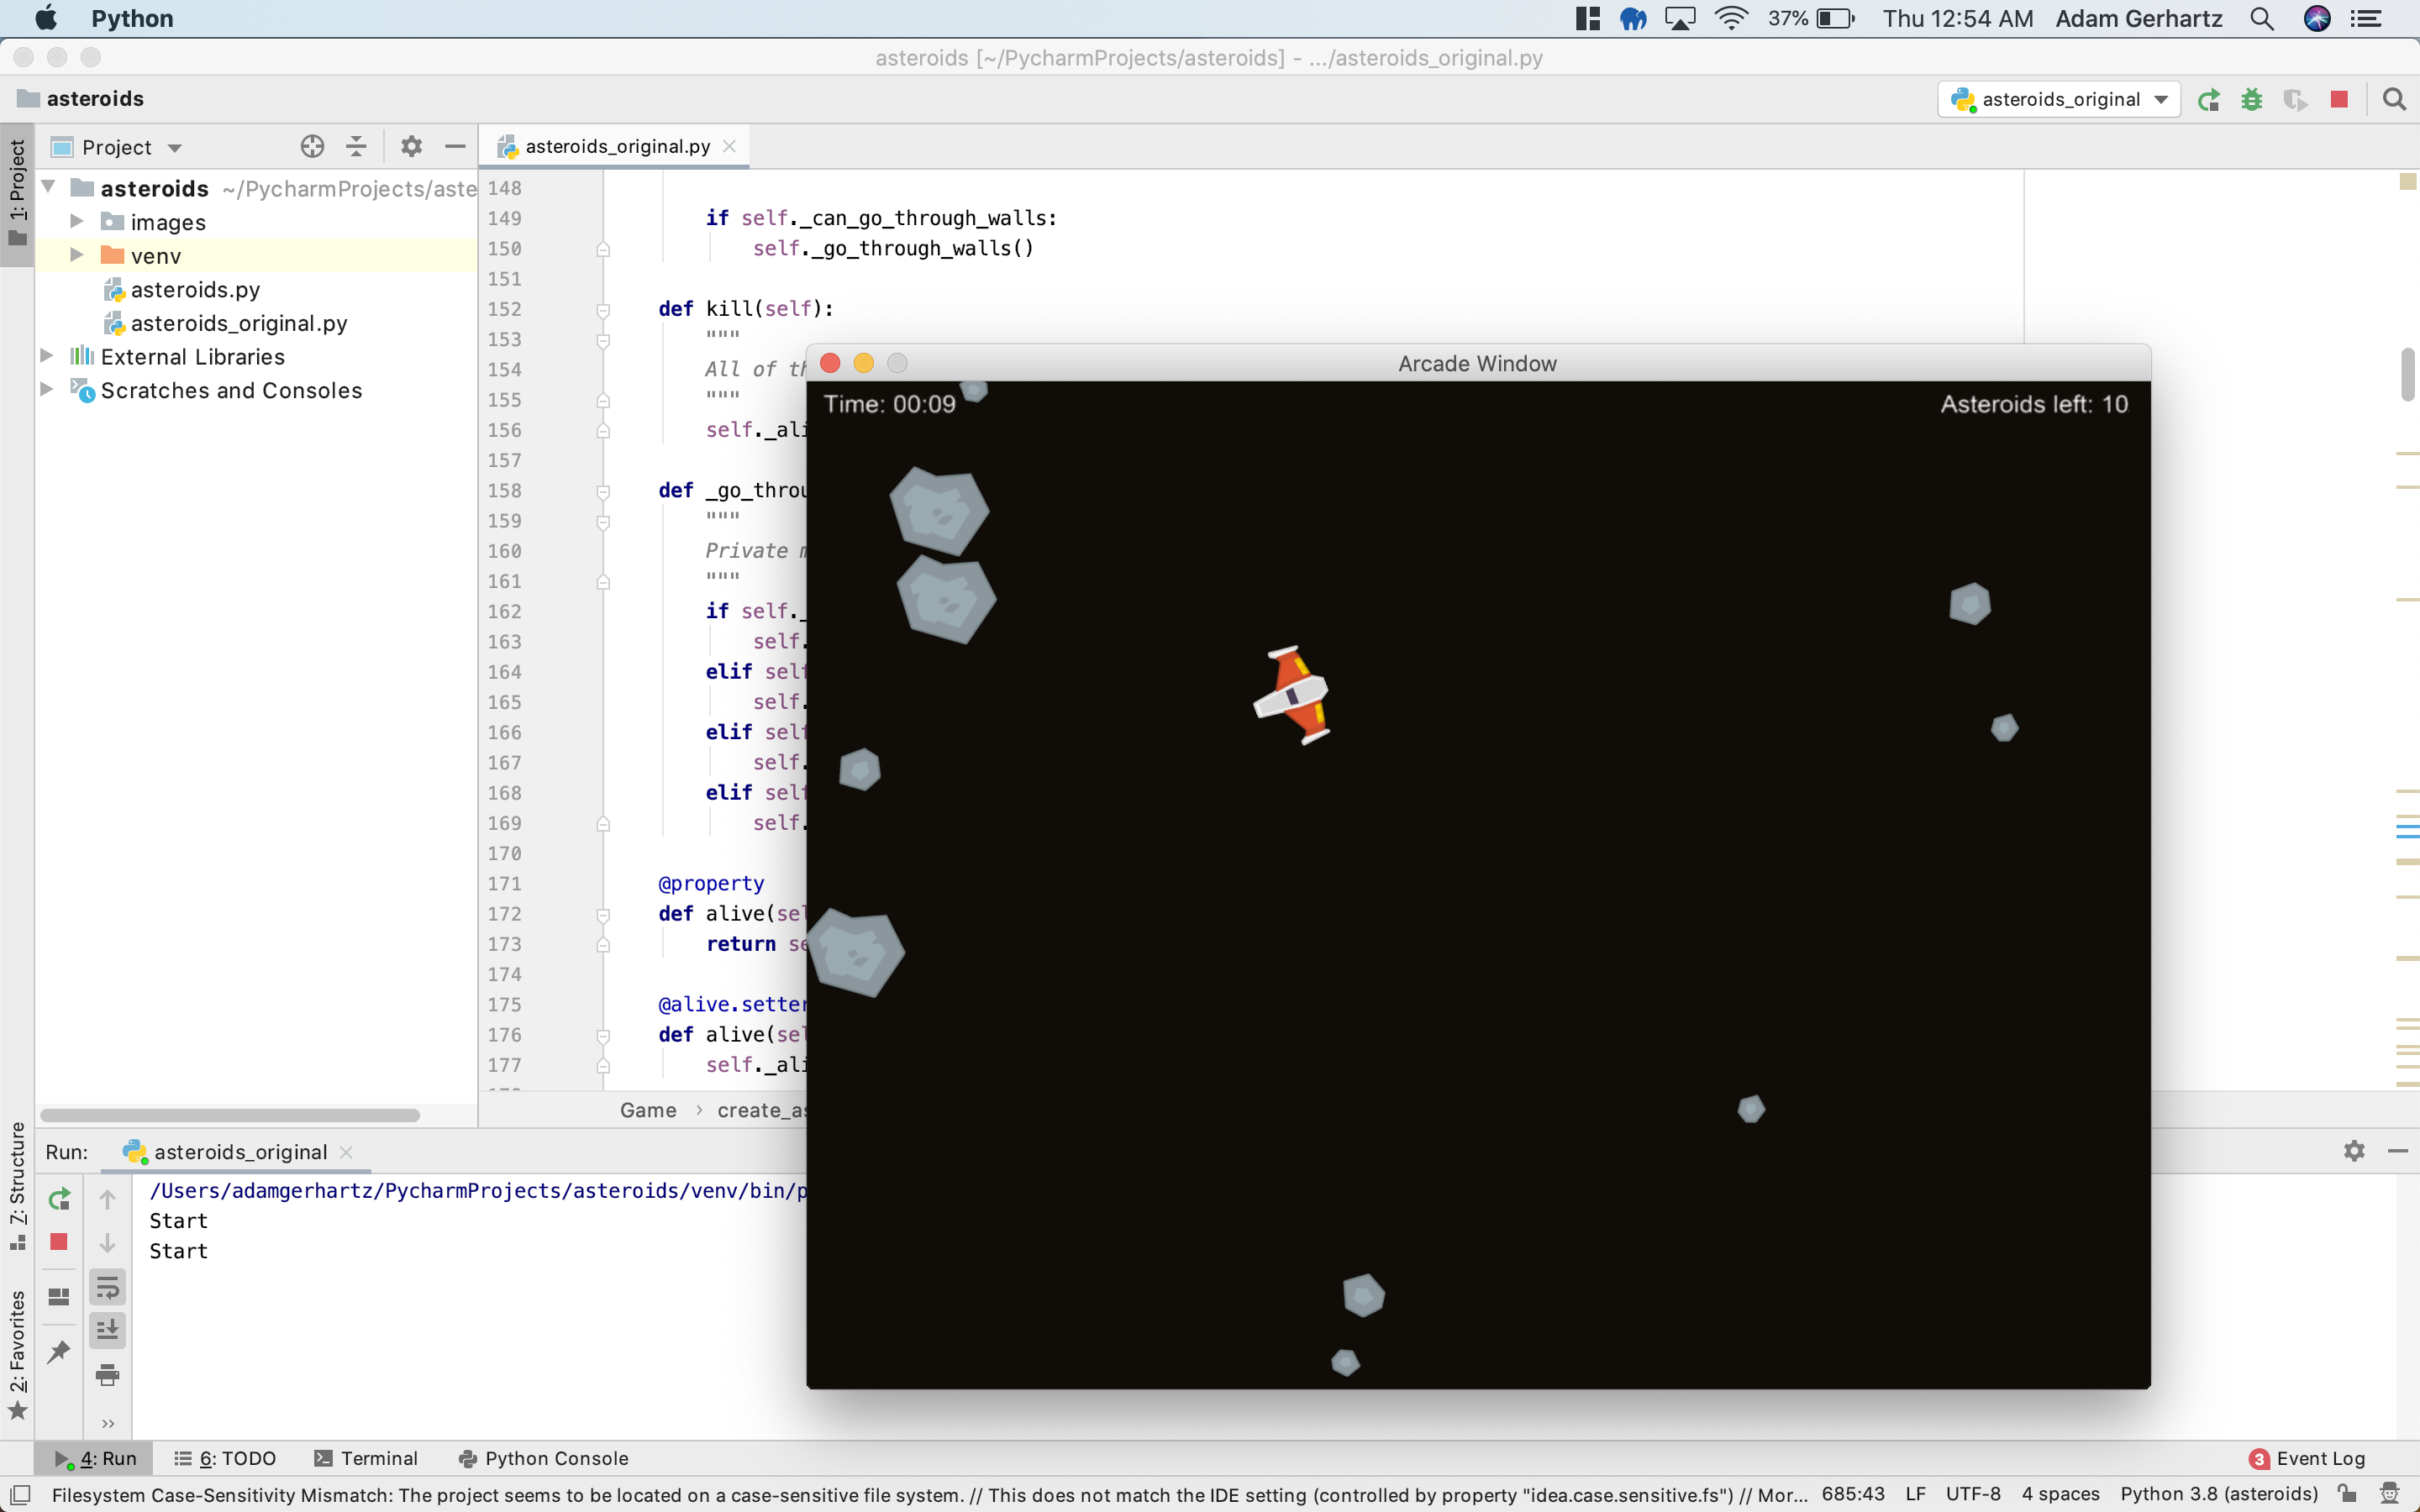 Python
37%
Thu 12:54 AM
Adam Gerhartz
asteroids [~/PycharmProjects/asteroids] - .../asteroids_original.py
asteroids
asteroids_original
1: Project
Project
asteroids ~/PycharmProjects/aste
images
venv
asteroids.py
asteroids_original.py
External Libraries
Scratches and Consoles
asteroids_original.py
148
149 if self._can_go_through_walls:
150 self._go_through_walls()
151
152 def kill(self):
153 """
154 All of th
155 """
156 self._ali
157
158 def _go_throu
159 """
160 Private m
161 """
162 if self._
163 self.
164 elif self
165 self.
166 elif self
167 self.
168 elif self
169 self.
170
171 @property
172 def alive(sel
173 return se
174
175 @alive.setter
176 def alive(sel
177 self._ali
Game › create_as
Arcade Window
Time: 00:09
Asteroids left: 10
7: Structure
2: Favorites
Run:
asteroids_original
/Users/adamgerhartz/PycharmProjects/asteroids/venv/bin/p
Start
Start
4: Run
6: TODO
Terminal
Python Console
3 Event Log
Filesystem Case-Sensitivity Mismatch: The project seems to be located on a case-sensitive file system. // This does not match the IDE setting (controlled by property "idea.case.sensitive.fs") // Mor...
685:43
LF
UTF-8
4 spaces
Python 3.8 (asteroids)